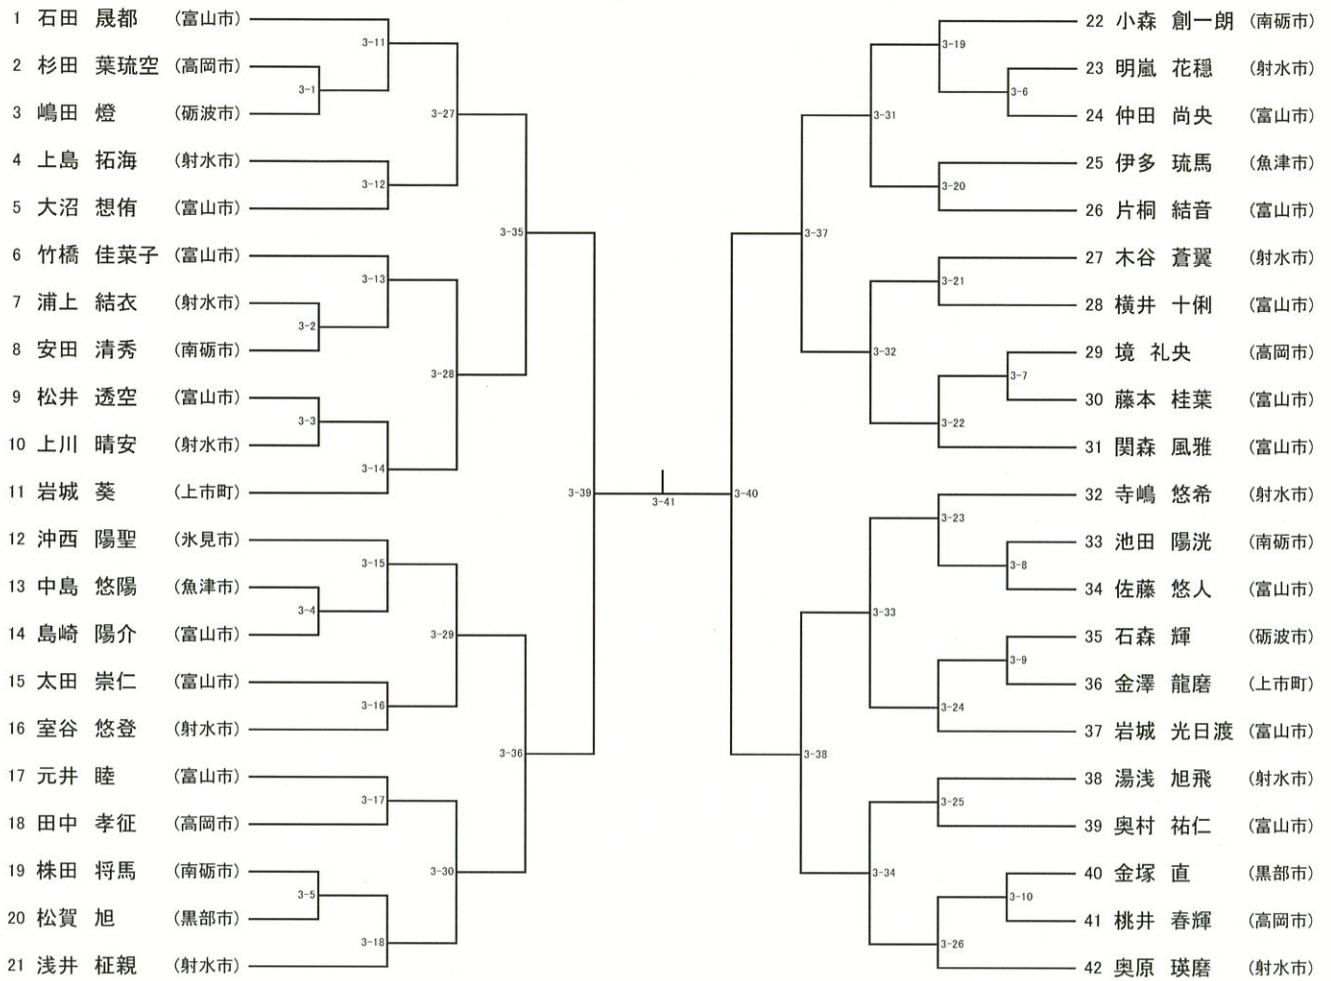 1 石田 晟都 (富山市)
2 杉田 葉琉空 (高岡市)
3 嶋田 燈 (砺波市)
4 上島 拓海 (射水市)
5 大沼 想侑 (富山市)
6 竹橋 佳菜子 (富山市)
7 浦上 結衣 (射水市)
8 安田 清秀 (南砺市)
9 松井 透空 (富山市)
10 上川 晴安 (射水市)
11 岩城 葵 (上市町)
12 沖西 陽聖 (氷見市)
13 中島 悠陽 (魚津市)
14 島崎 陽介 (富山市)
15 太田 崇仁 (富山市)
16 室谷 悠登 (射水市)
17 元井 睦 (富山市)
18 田中 孝征 (高岡市)
19 株田 将馬 (南砺市)
20 松賀 旭 (黒部市)
21 浅井 柾親 (射水市)
3-1
3-2
3-3
3-4
3-5
3-11
3-12
3-13
3-14
3-15
3-16
3-17
3-18
3-27
3-28
3-29
3-30
3-35
3-36
3-39
3-41
3-40
3-37
3-38
3-31
3-32
3-33
3-34
3-19
3-20
3-21
3-22
3-23
3-24
3-25
3-26
3-6
3-7
3-8
3-9
3-10
22 小森 創一朗 (南砺市)
23 明嵐 花穏 (射水市)
24 仲田 尚央 (富山市)
25 伊多 琉馬 (魚津市)
26 片桐 結音 (富山市)
27 木谷 蒼翼 (射水市)
28 横井 十俐 (富山市)
29 境 礼央 (高岡市)
30 藤本 桂葉 (富山市)
31 関森 風雅 (富山市)
32 寺嶋 悠希 (射水市)
33 池田 陽洸 (南砺市)
34 佐藤 悠人 (富山市)
35 石森 輝 (砺波市)
36 金澤 龍磨 (上市町)
37 岩城 光日渡 (富山市)
38 湯浅 旭飛 (射水市)
39 奥村 祐仁 (富山市)
40 金塚 直 (黒部市)
41 桃井 春輝 (高岡市)
42 奥原 瑛磨 (射水市)